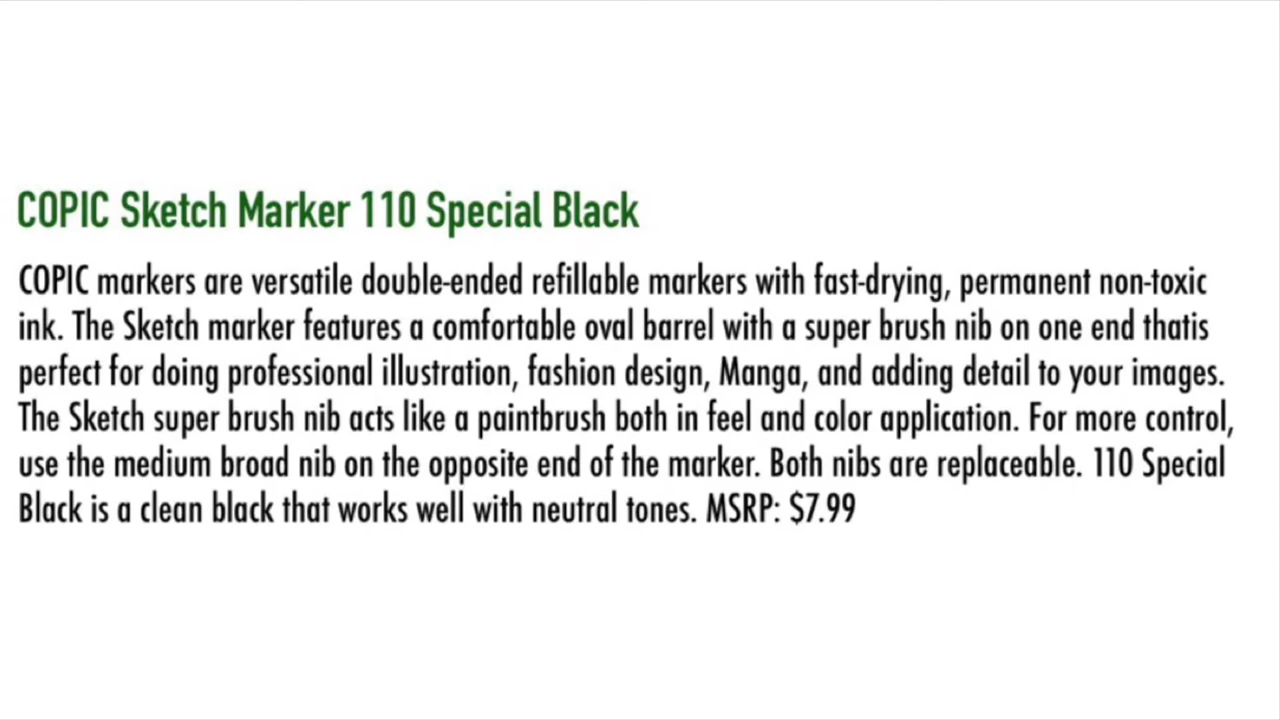 COPIC Sketch Marker 110 Special Black
COPIC markers are versatile double-ended refillable markers with fast-drying, permanent non-toxic
ink. The Sketch marker features a comfortable oval barrel with a super brush nib on one end thatis
perfect for doing professional illustration, fashion design, Manga, and adding detail to your images.
The Sketch super brush nib acts like a paintbrush both in feel and color application. For more control,
use the medium broad nib on the opposite end of the marker. Both nibs are replaceable. 110 Special
Black is a clean black that works well with neutral tones. MSRP: $7.99